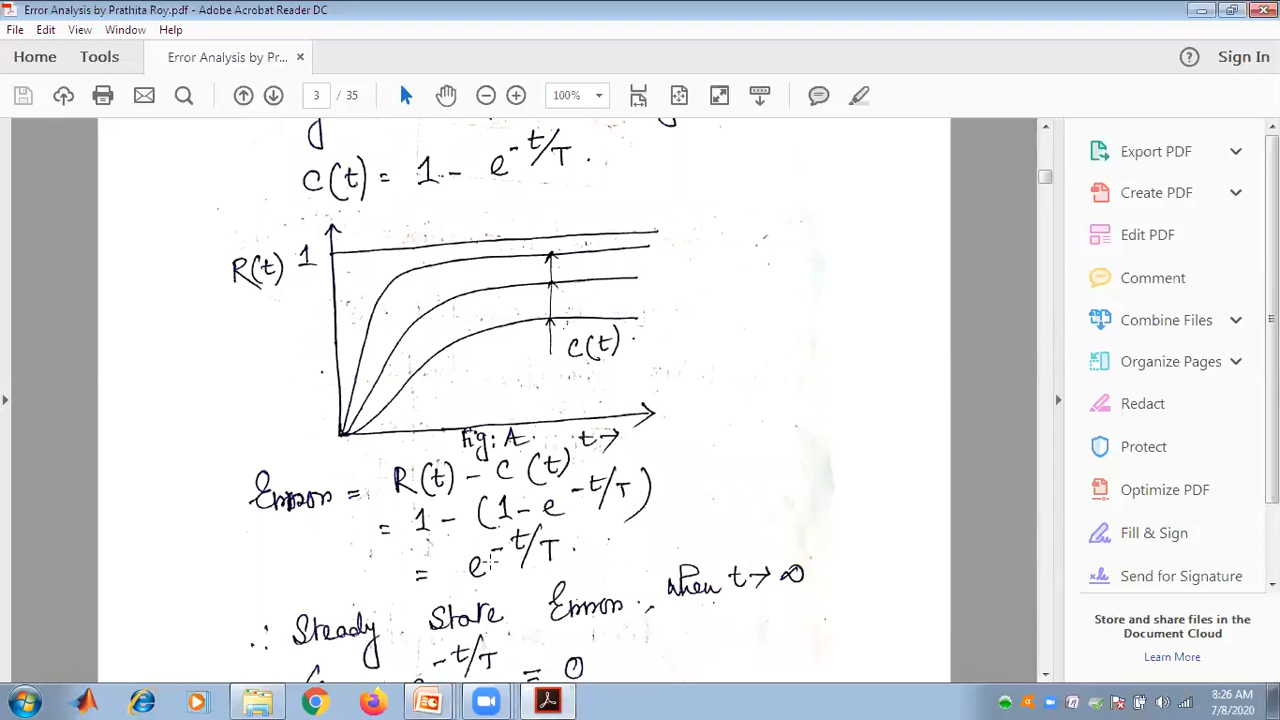 Error Analysis by Prathita Roy.pdf - Adobe Acrobat Reader DC
File Edit View Window Help
Home Tools Error Analysis by Pr... × Sign In
3 / 35 100%
C(t) = 1 - e^-t/T.
R(t) 1
C(t).
Fig: A. t→
Error = R(t) - C(t)
= 1 - (1 - e^-t/T)
= e^-t/T.
∴ Steady State Error, when t → ∞
e^-t/T = 0
Export PDF
Create PDF
Edit PDF
Comment
Combine Files
Organize Pages
Redact
Protect
Optimize PDF
Fill & Sign
Send for Signature
Store and share files in the
Document Cloud
Learn More
8:26 AM
7/8/2020